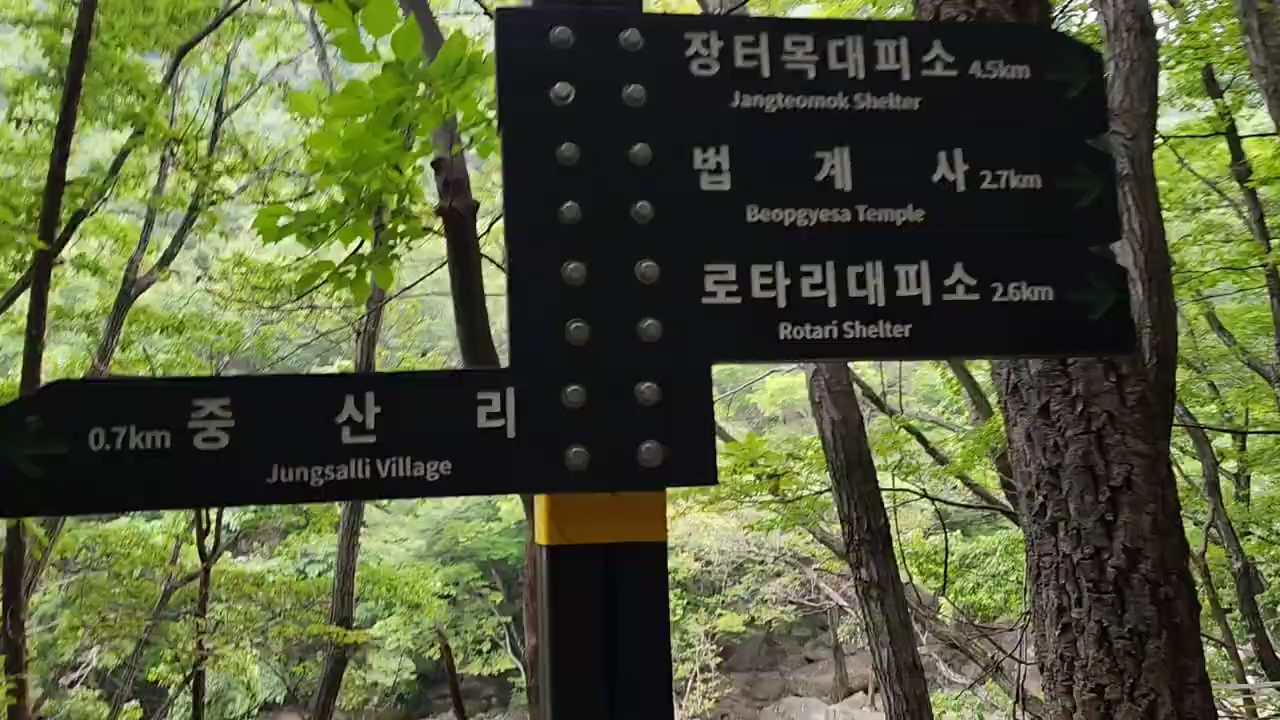 장터목대피소 4.5km
Jangteomok Shelter
법 계 사 2.7km
Beopgyesa Temple
로타리대피소 2.6km
Rotari Shelter
0.7km 중 산 리
Jungsalli Village